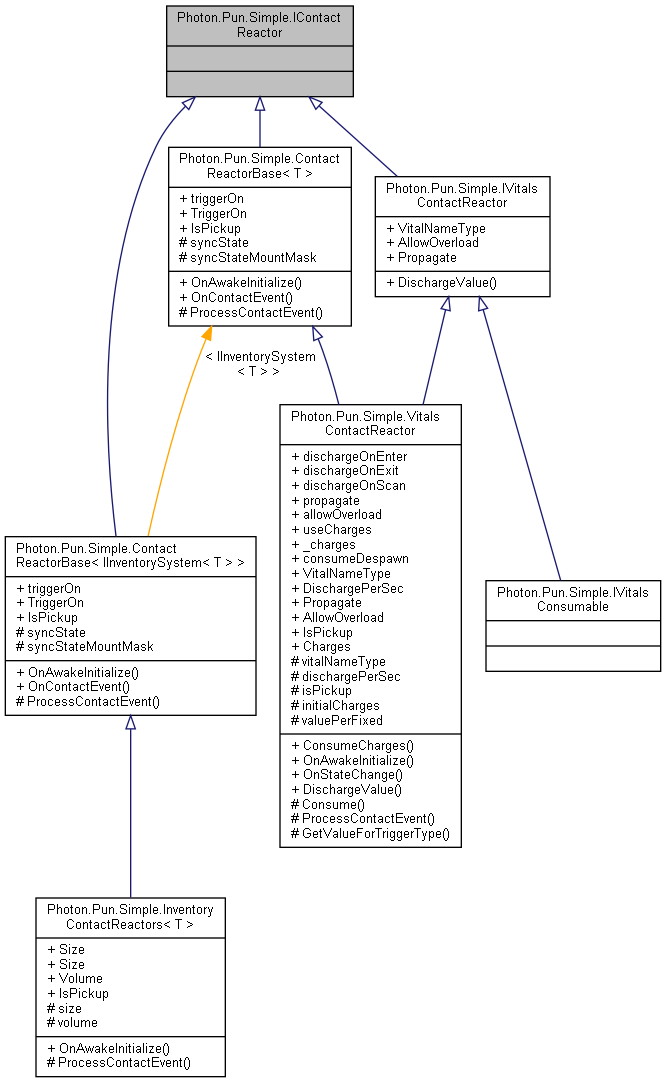 Photon.Pun.Simple.IContact
Reactor
Photon.Pun.Simple.Contact
ReactorBase< T >
+ triggerOn
+ TriggerOn
+ IsPickup
# syncState
# syncStateMountMask
+ OnAwakeInitialize()
+ OnContactEvent()
# ProcessContactEvent()
Photon.Pun.Simple.IVitals
ContactReactor
+ VitalNameType
+ AllowOverload
+ Propagate
+ DischargeValue()
< IInventorySystem
< T > >
Photon.Pun.Simple.Vitals
ContactReactor
+ dischargeOnEnter
+ dischargeOnExit
+ dischargeOnScan
+ propagate
+ allowOverload
+ useCharges
+ _charges
+ consumeDespawn
+ VitalNameType
+ DischargePerSec
+ Propagate
+ AllowOverload
+ IsPickup
+ Charges
# vitalNameType
# dischargePerSec
# isPickup
# initialCharges
# valuePerFixed
+ ConsumeCharges()
+ OnAwakeInitialize()
+ OnStateChange()
+ DischargeValue()
# Consume()
# ProcessContactEvent()
# GetValueForTriggerType()
Photon.Pun.Simple.Contact
ReactorBase< IInventorySystem< T > >
+ triggerOn
+ TriggerOn
+ IsPickup
# syncState
# syncStateMountMask
+ OnAwakeInitialize()
+ OnContactEvent()
# ProcessContactEvent()
Photon.Pun.Simple.IVitals
Consumable
Photon.Pun.Simple.Inventory
ContactReactors< T >
+ Size
+ Size
+ Volume
+ IsPickup
# size
# volume
+ OnAwakeInitialize()
# ProcessContactEvent()